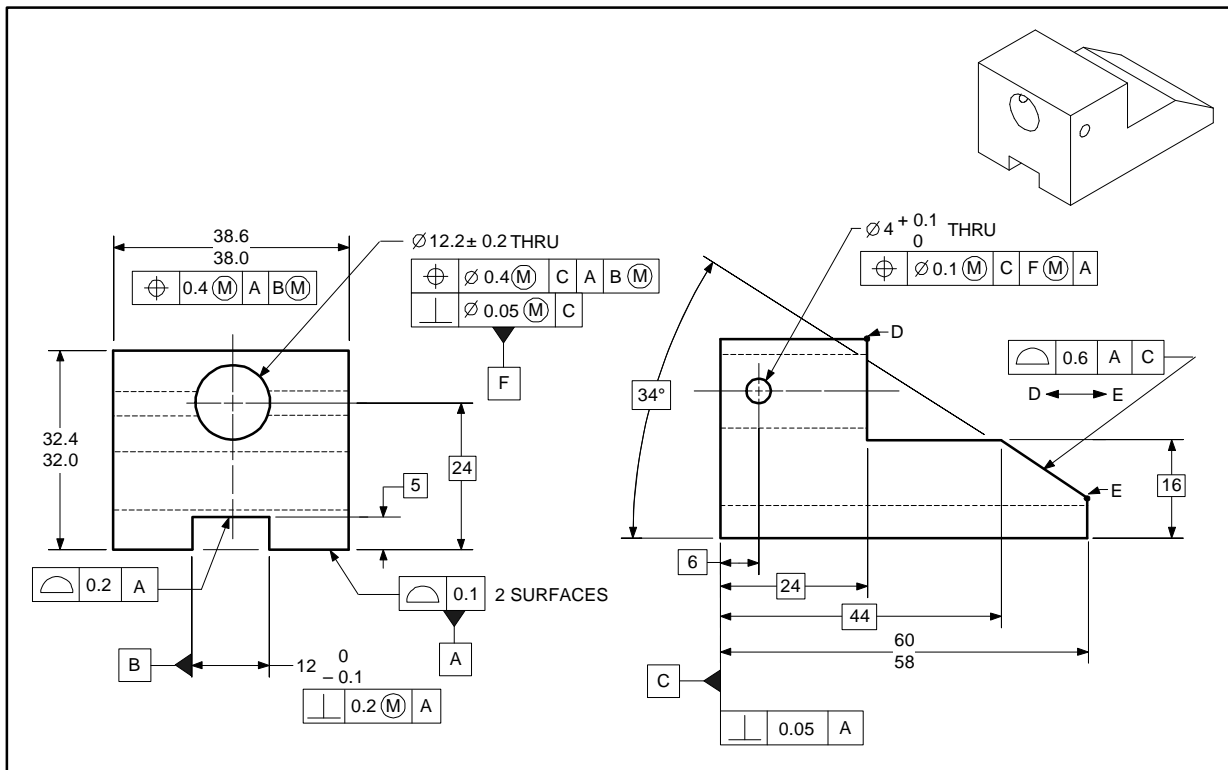 38.6
38.0
⌖ 0.4 Ⓜ A B Ⓜ
Ø 12.2 ± 0.2 THRU
⌖ Ø 0.4 Ⓜ C A B Ⓜ
⊥ Ø 0.05 Ⓜ C
F
Ø 4 + 0.1
0 THRU
⌖ Ø 0.1 Ⓜ C F Ⓜ A
D
⌓ 0.6 A C
D ↔ E
34°
32.4
32.0
24
5
16
E
6
24
44
60
58
⌓ 0.2 A
⌓ 0.1 2 SURFACES
A
B
12 0
– 0.1
⊥ 0.2 Ⓜ A
C
⊥ 0.05 A